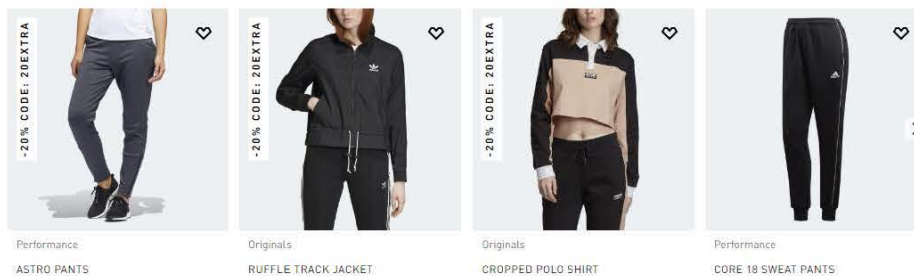 -20% CODE: 20EXTRA
-20% CODE: 20EXTRA
-20% CODE: 20EXTRA
Performance
ASTRO PANTS
Originals
RUFFLE TRACK JACKET
Originals
CROPPED POLO SHIRT
Performance
CORE 18 SWEAT PANTS